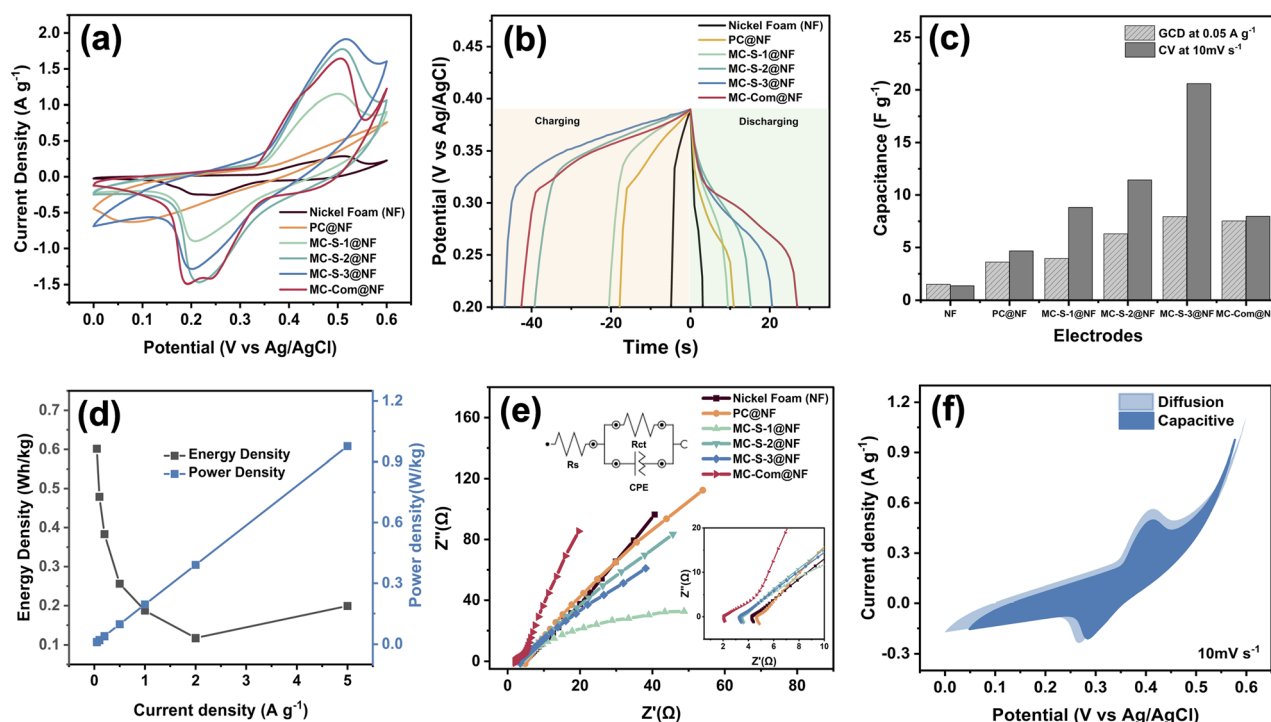 (a)
Current Density (A g⁻¹)
2.0
1.5
1.0
0.5
0.0
-0.5
-1.0
-1.5
Nickel Foam (NF)
PC@NF
MC-S-1@NF
MC-S-2@NF
MC-S-3@NF
MC-Com@NF
0.0 0.1 0.2 0.3 0.4 0.5 0.6
Potential (V vs Ag/AgCl)
(b)
Potential (V vs Ag/AgCl)
0.45
0.40
0.35
0.30
0.25
0.20
Nickel Foam (NF)
PC@NF
MC-S-1@NF
MC-S-2@NF
MC-S-3@NF
MC-Com@NF
Charging
Discharging
-40 -20 0 20
Time (s)
(c)
Capacitance (F g⁻¹)
25
20
15
10
5
0
GCD at 0.05 A g⁻¹
CV at 10mV s⁻¹
NF PC@NF MC-S-1@NF MC-S-2@NF MC-S-3@NF MC-Com@N
Electrodes
(d)
Energy Density (Wh/kg)
0.7
0.6
0.5
0.4
0.3
0.2
0.1
Energy Density
Power Density
1.2
0.9
0.6
0.3
0.0
Power density(W/kg)
0 1 2 3 4 5
Current density (A g⁻¹)
(e)
Z''(Ω)
160
120
80
40
0
Nickel Foam (NF)
PC@NF
MC-S-1@NF
MC-S-2@NF
MC-S-3@NF
MC-Com@NF
Rs
Rct
CPE
Z''(Ω)
20
10
0
2 4 6 8 10
Z'(Ω)
0 20 40 60 80
Z'(Ω)
(f)
Current density (A g⁻¹)
1.2
0.9
0.6
0.3
0.0
-0.3
Diffusion
Capacitive
10mV s⁻¹
0.0 0.1 0.2 0.3 0.4 0.5 0.6
Potential (V vs Ag/AgCl)